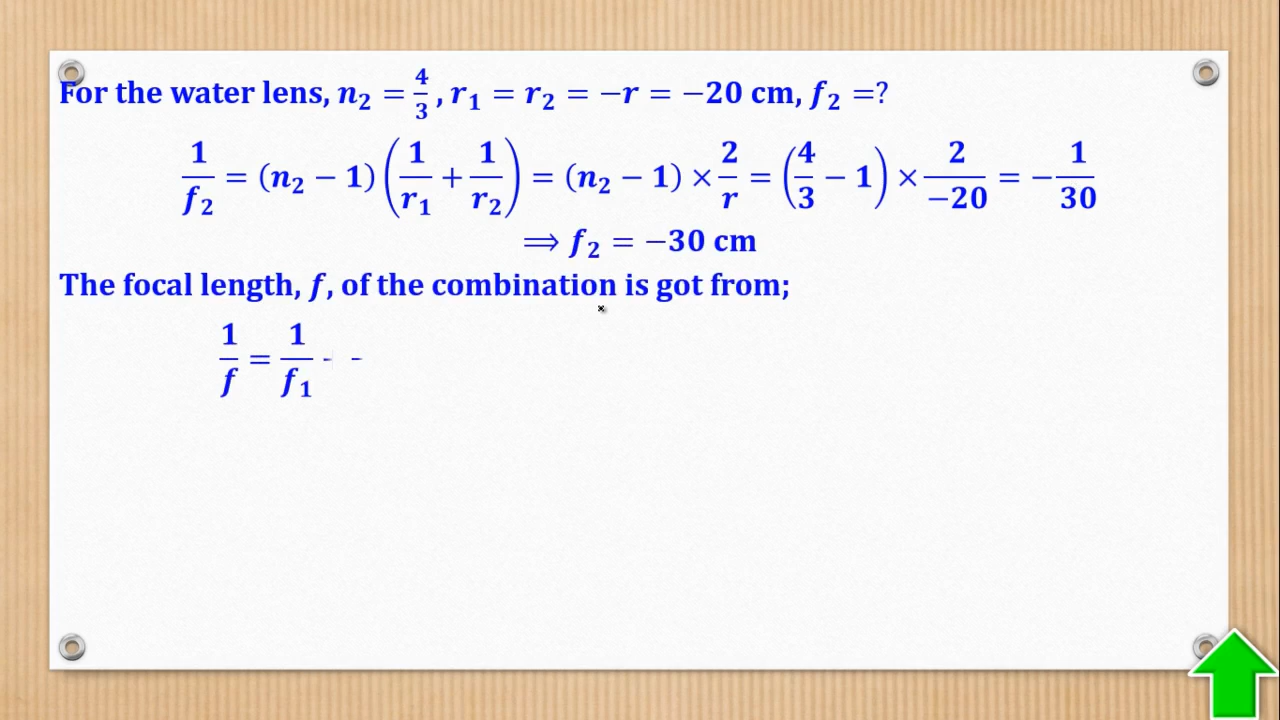 For the water lens, n₂ = 4/3, r₁ = r₂ = −r = −20 cm, f₂ =?
1/f₂ = (n₂ − 1)(1/r₁ + 1/r₂) = (n₂ − 1) × 2/r = (4/3 − 1) × 2/−20 = −1/30
⟹ f₂ = −30 cm
The focal length, f, of the combination is got from;
1/f = 1/f₁